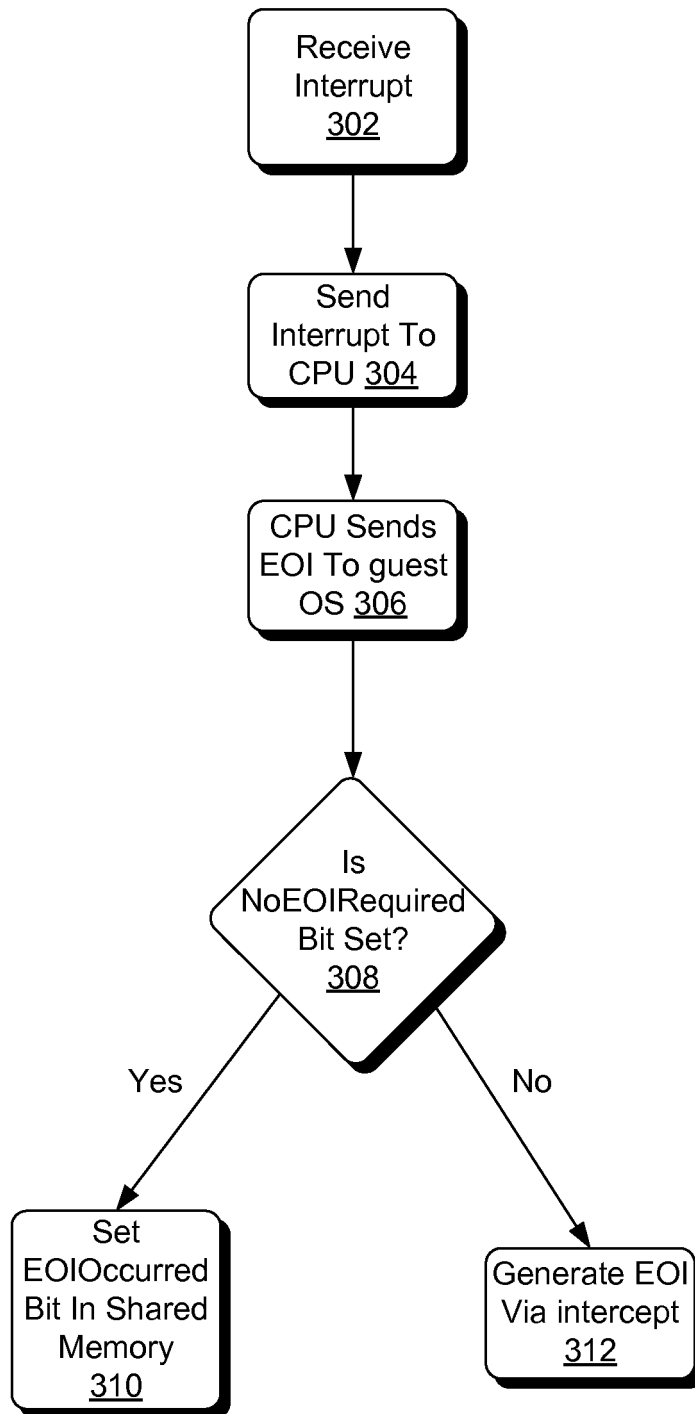 Receive
Interrupt
302
Send
Interrupt To
CPU 304
CPU Sends
EOI To guest
OS 306
Is
NoEOIRequired
Bit Set?
308
Yes
No
Set
EOIOccurred
Bit In Shared
Memory
310
Generate EOI
Via intercept
312